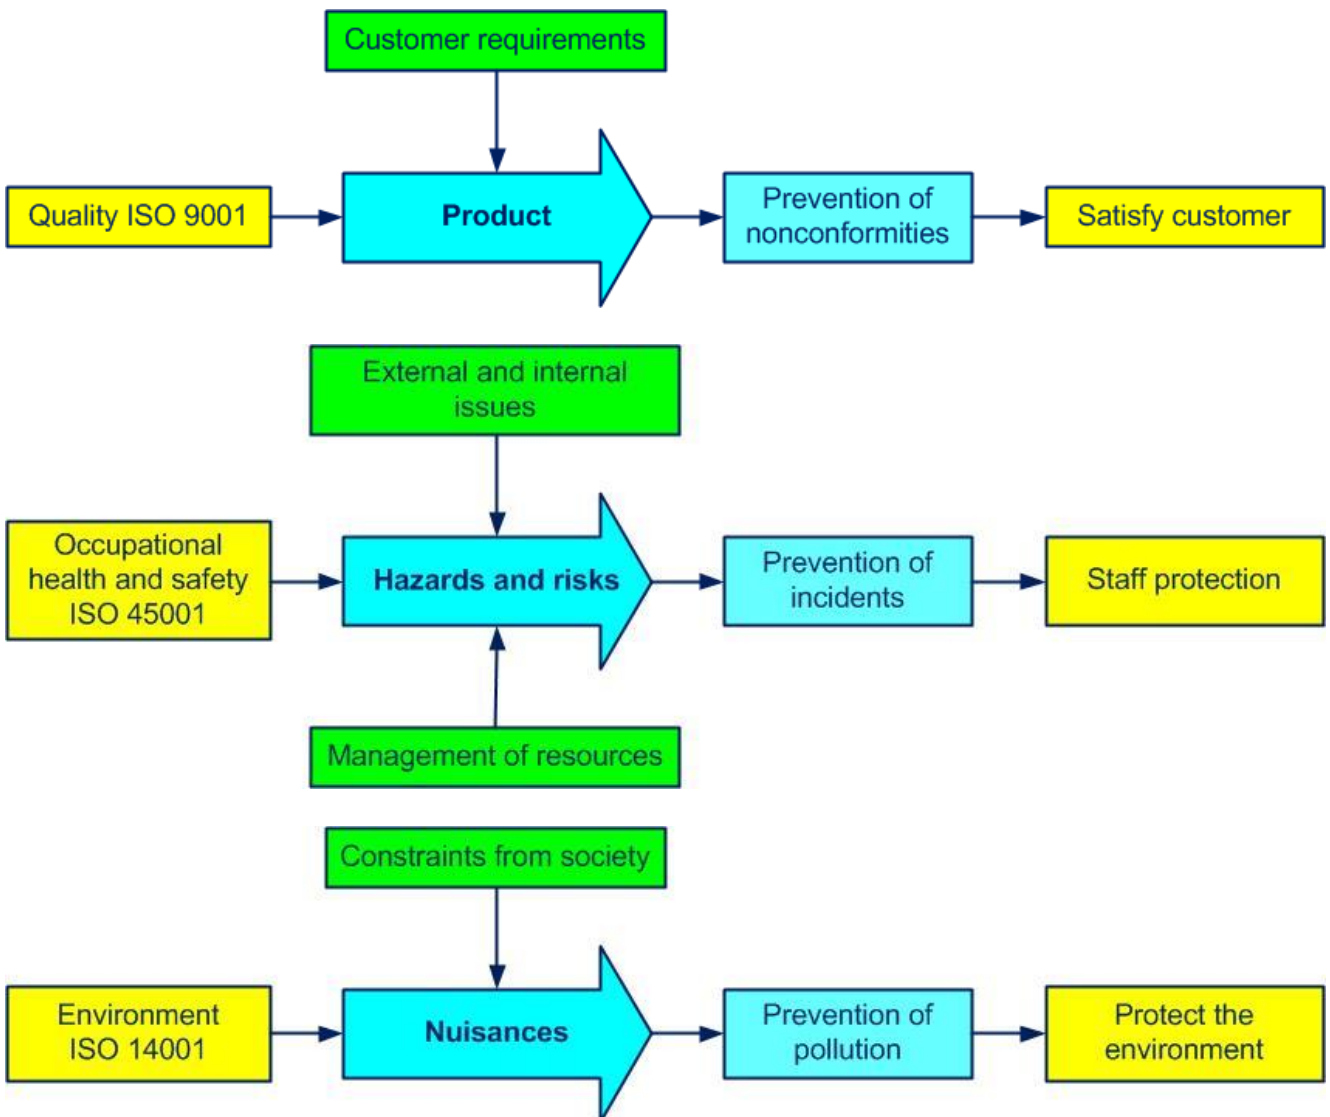 Customer requirements
Quality ISO 9001
Product
Prevention of
nonconformities
Satisfy customer
External and internal
issues
Occupational
health and safety
ISO 45001
Hazards and risks
Prevention of
incidents
Staff protection
Management of resources
Constraints from society
Environment
ISO 14001
Nuisances
Prevention of
pollution
Protect the
environment